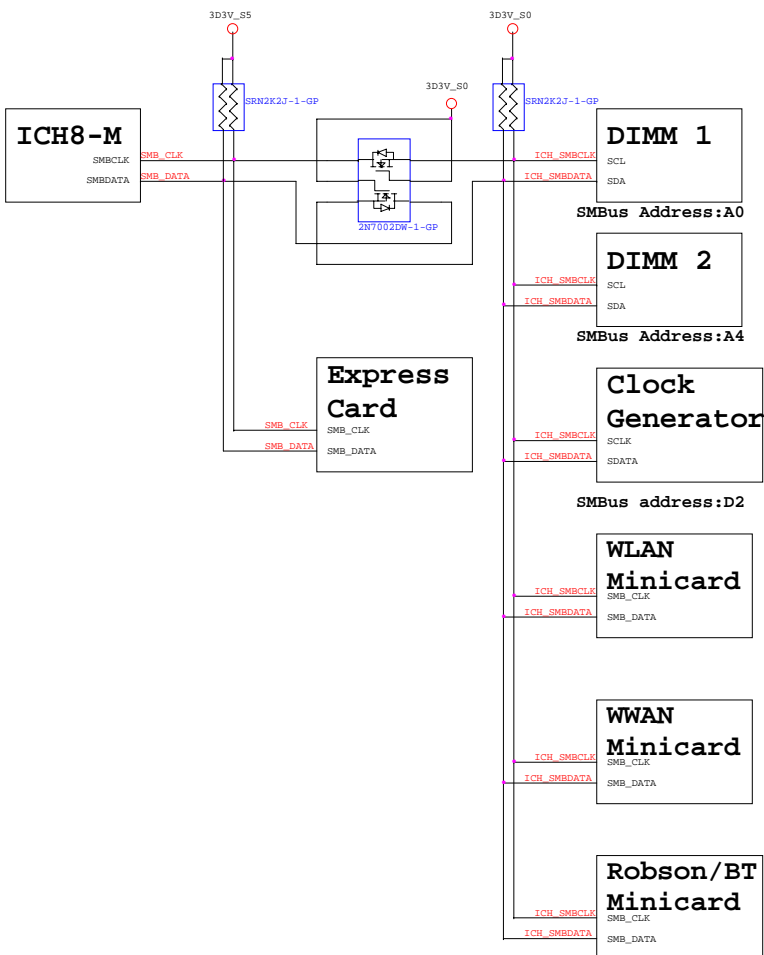 3D3V_S5
3D3V_S0
3D3V_S0
SRN2K2J-1-GP
SRN2K2J-1-GP
ICH8-M
SMBCLK
SMBDATA
SMB_CLK
SMB_DATA
2N7002DW-1-GP
ICH_SMBCLK
ICH_SMBDATA
DIMM 1
SCL
SDA
SMBus Address:A0
ICH_SMBCLK
ICH_SMBDATA
DIMM 2
SCL
SDA
SMBus Address:A4
Express
Card
SMB_CLK
SMB_DATA
SMB_CLK
SMB_DATA
Clock
Generator
ICH_SMBCLK
ICH_SMBDATA
SCLK
SDATA
SMBus address:D2
WLAN
Minicard
ICH_SMBCLK
ICH_SMBDATA
SMB_CLK
SMB_DATA
WWAN
Minicard
ICH_SMBCLK
ICH_SMBDATA
SMB_CLK
SMB_DATA
Robson/BT
Minicard
ICH_SMBCLK
ICH_SMBDATA
SMB_CLK
SMB_DATA